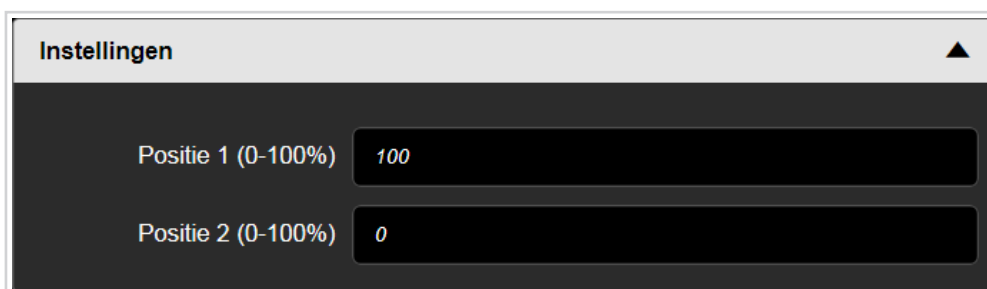 Instellingen
Positie 1 (0-100%) 100
Positie 2 (0-100%) 0